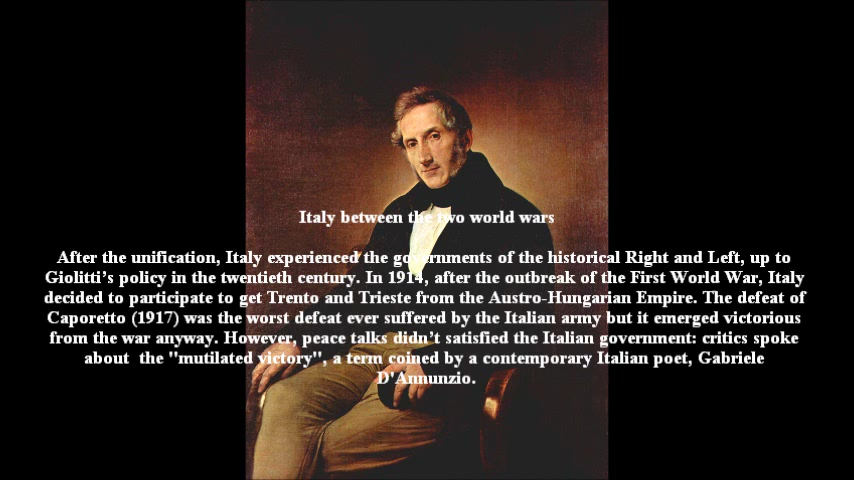 Italy between the two world wars
After the unification, Italy experienced the governments of the historical Right and Left, up to
Giolitti’s policy in the twentieth century. In 1914, after the outbreak of the First World War, Italy
decided to participate to get Trento and Trieste from the Austro-Hungarian Empire. The defeat of
Caporetto (1917) was the worst defeat ever suffered by the Italian army but it emerged victorious
from the war anyway. However, peace talks didn’t satisfied the Italian government: critics spoke
about  the "mutilated victory", a term coined by a contemporary Italian poet, Gabriele
D'Annunzio.